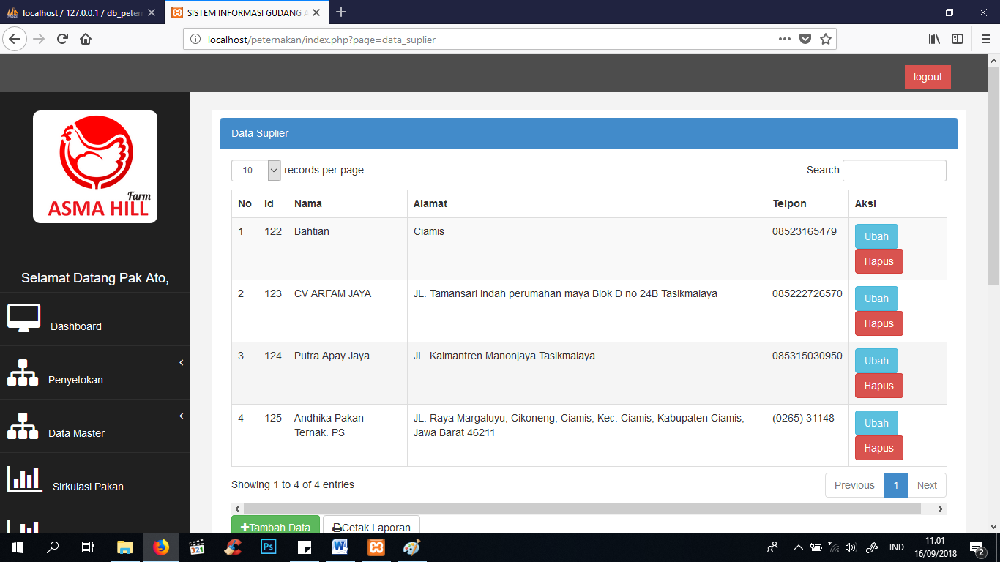 localhost / 127.0.0.1 / db_peter
SISTEM INFORMASI GUDANG A
localhost/peternakan/index.php?page=data_suplier
logout
Farm
ASMA HILL
Selamat Datang Pak Ato,
Dashboard
Penyetokan
Data Master
Sirkulasi Pakan
Data Suplier
10 records per page
Search:
No Id Nama Alamat Telpon Aksi
1 122 Bahtian Ciamis 08523165479 Ubah
Hapus
2 123 CV ARFAM JAYA JL. Tamansari indah perumahan maya Blok D no 24B Tasikmalaya 085222726570 Ubah
Hapus
3 124 Putra Apay Jaya JL. Kalmantren Manonjaya Tasikmalaya 085315030950 Ubah
Hapus
4 125 Andhika Pakan JL. Raya Margaluyu, Cikoneng, Ciamis, Kec. Ciamis, Kabupaten Ciamis, (0265) 31148 Ubah
Ternak. PS Jawa Barat 46211
Hapus
Showing 1 to 4 of 4 entries
Previous 1 Next
Tambah Data Cetak Laporan
321
Ps
W
IND
11.01
16/09/2018
2